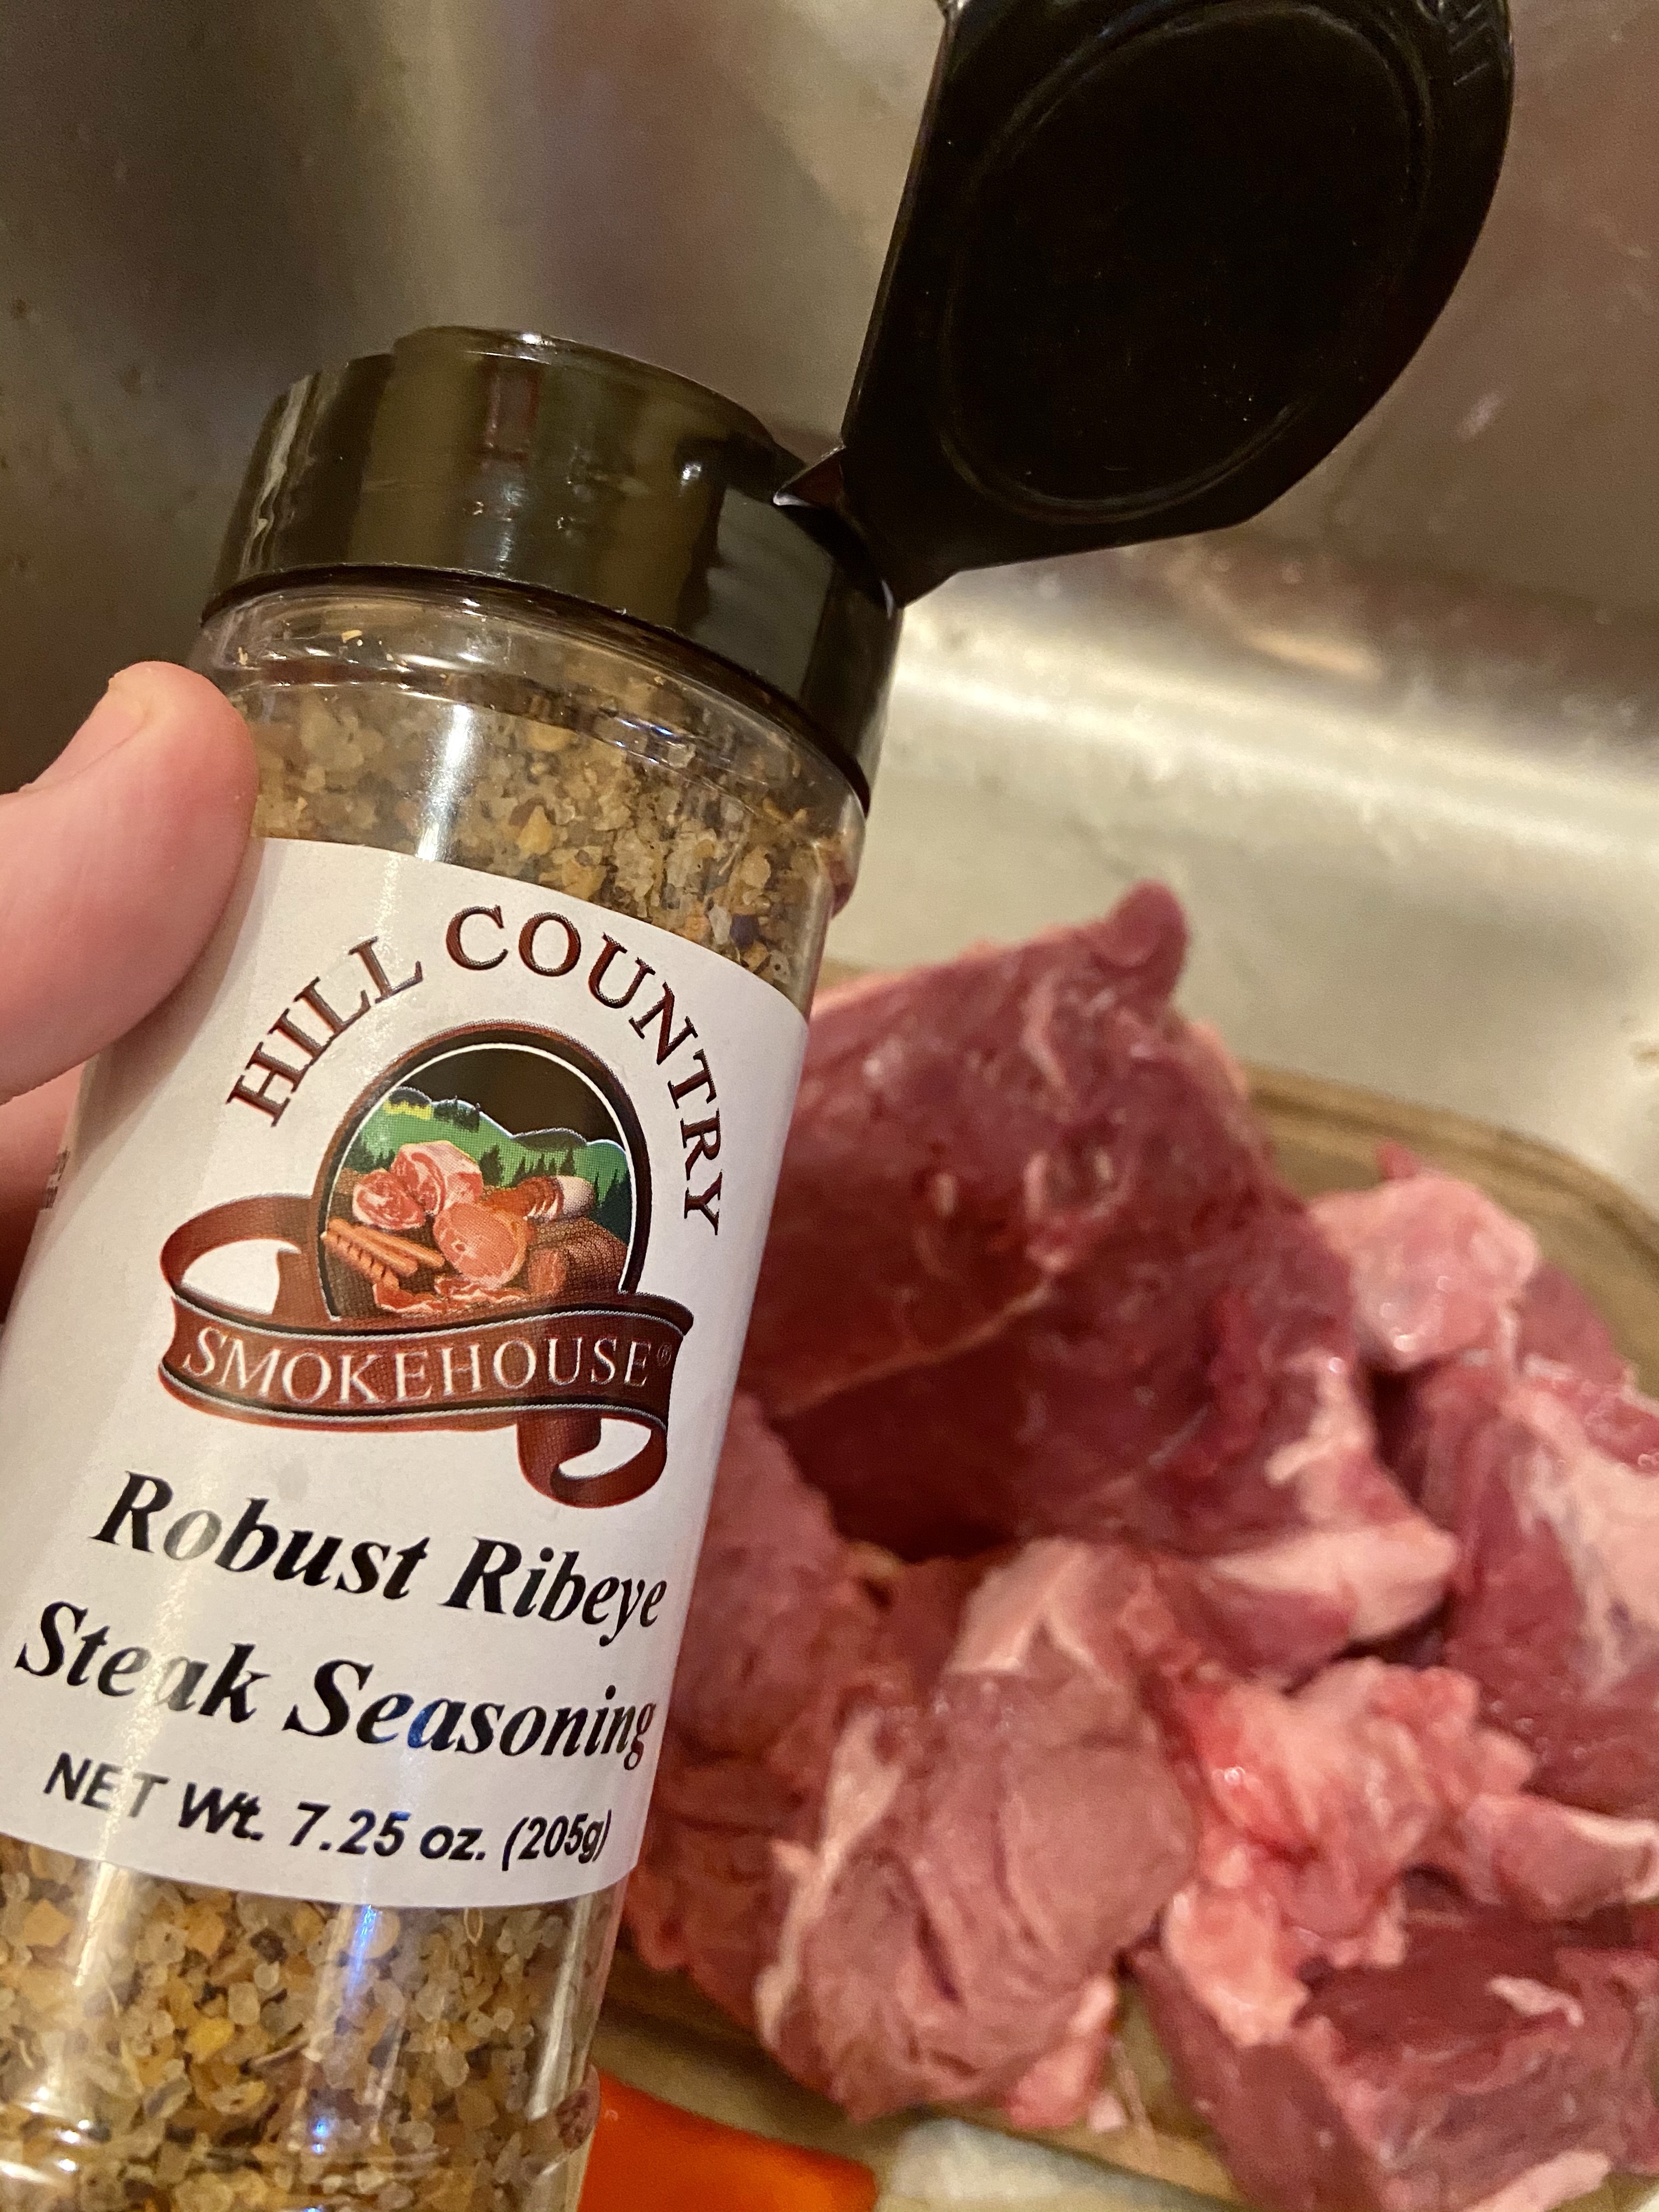 HILL COUNTRY
SMOKEHOUSE®
Robust Ribeye
Steak Seasoning
NET Wt. 7.25 oz. (205g)